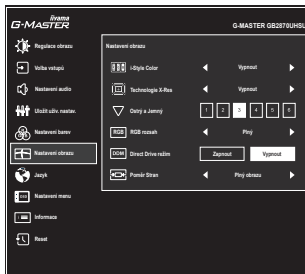 iiyama
G-MASTER
G-MASTER GB2870UHSU
Regulace obrazu
Volba vstupů
Nastavení audio
Uložit uživ. nastav.
Nastavení barev
Nastavení obrazu
Jazyk
Nastavení menu
Informace
Reset
Nastavení obrazu
i-Style Color
Vypnout
Technologie X-Res
Vypnout
Ostrý a Jemný
1 2 3 4 5 6
RGB RGB rozsah
Plný
DDM Direct Drive režim
Zapnout Vypnout
Poměr Stran
Plný obrazu